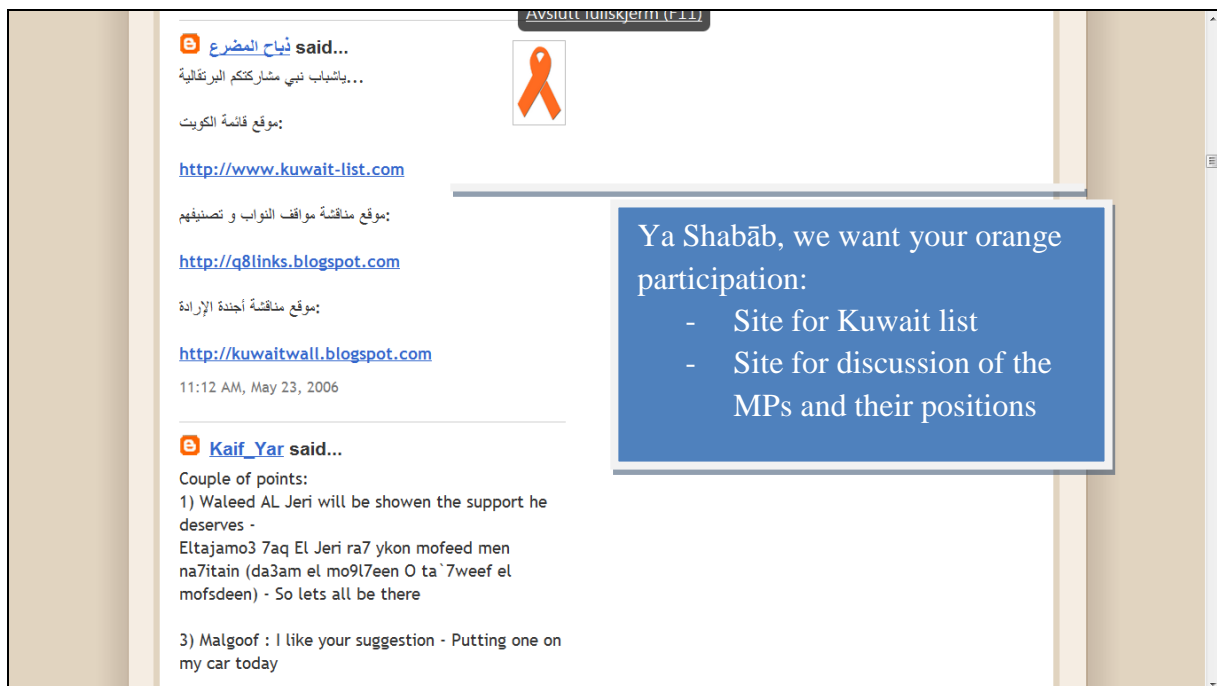 Avslutt fullskjerm (F11)
ذباح المضرع said...
ياشباب نبي مشاركتكم البرتقالية...
موقع قائمة الكويت:
http://www.kuwait-list.com
موقع مناقشة مواقف النواب و تصنيفهم:
http://q8links.blogspot.com
موقع مناقشة أجندة الإرادة:
http://kuwaitwall.blogspot.com
11:12 AM, May 23, 2006
Kaif_Yar said...
Couple of points:
1) Waleed AL Jeri will be showen the support he
deserves -
Eltajamo3 7aq El Jeri ra7 ykon mofeed men
na7itain (da3am el mo9l7een O ta`7weef el
mofsdeen) - So lets all be there
3) Malgoof : I like your suggestion - Putting one on
my car today
Ya Shabāb, we want your orange
participation:
- Site for Kuwait list
- Site for discussion of the
MPs and their positions